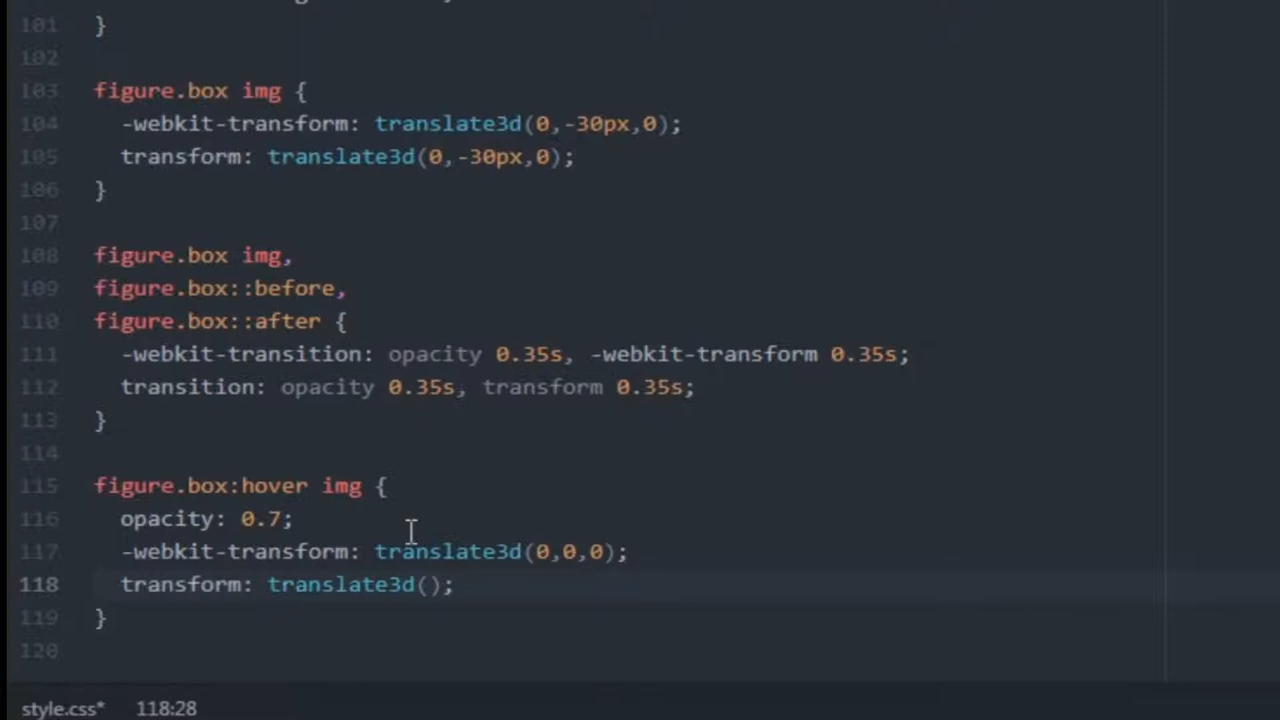 101 }
102
103 figure.box img {
104 -webkit-transform: translate3d(0,-30px,0);
105 transform: translate3d(0,-30px,0);
106 }
107
108 figure.box img,
109 figure.box::before,
110 figure.box::after {
111 -webkit-transition: opacity 0.35s, -webkit-transform 0.35s;
112 transition: opacity 0.35s, transform 0.35s;
113 }
114
115 figure.box:hover img {
116 opacity: 0.7;
117 -webkit-transform: translate3d(0,0,0);
118 transform: translate3d();
119 }
120
style.css* 118:28